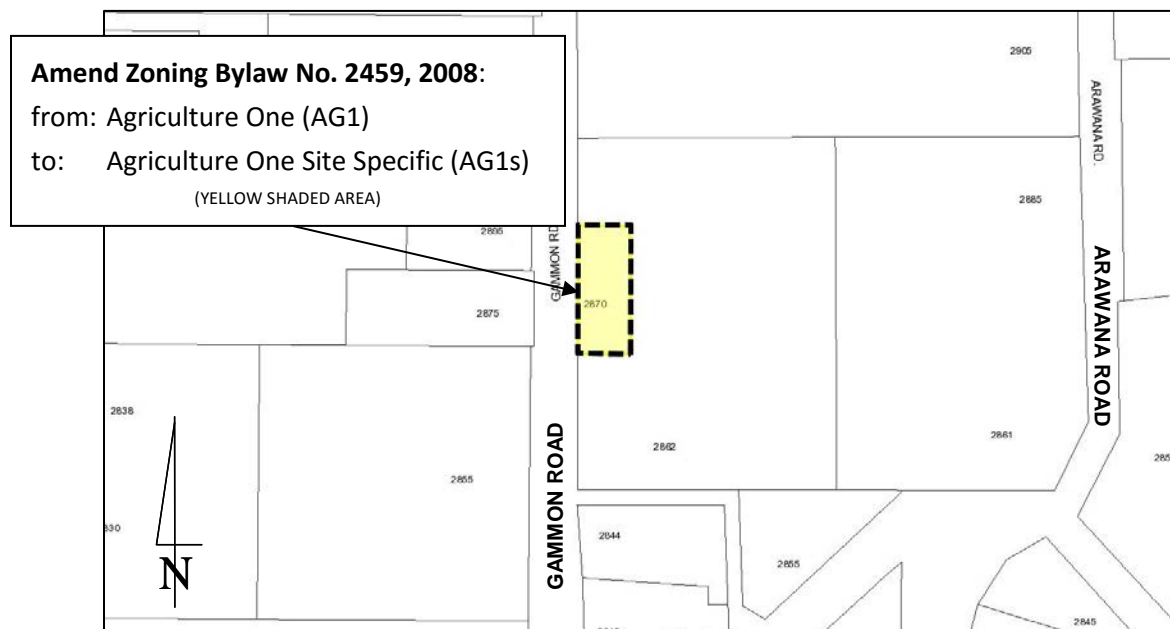 Amend Zoning Bylaw No. 2459, 2008:
from: Agriculture One (AG1)
to: Agriculture One Site Specific (AG1s)
(YELLOW SHADED AREA)
2905
ARAWANA RD.
2885
2895
GAMMON RD
2870
2875
ARAWANA ROAD
2838
2862
2861
2855
GAMMON ROAD
N
2844
2855
2845